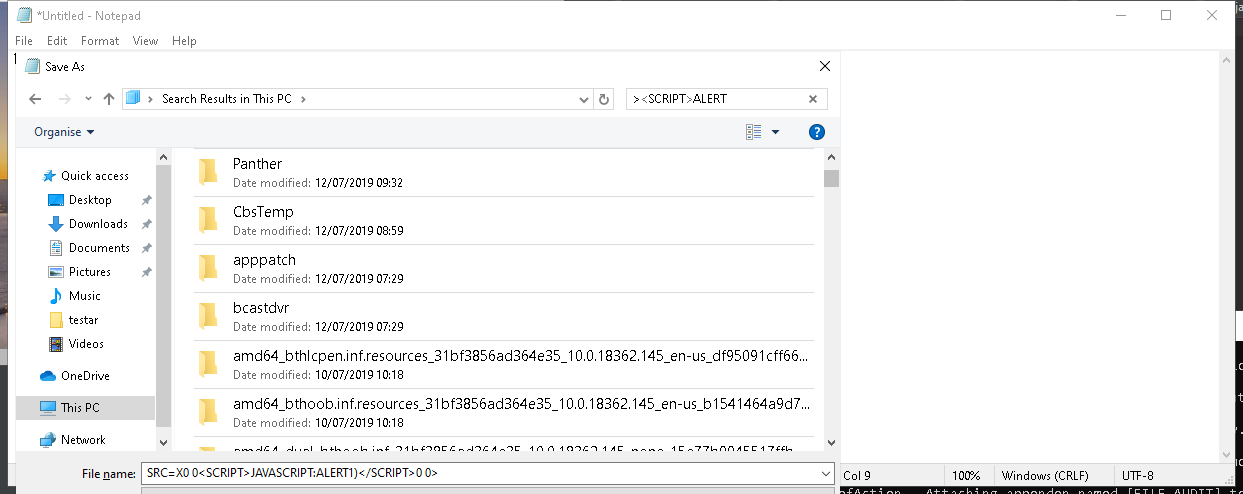 *Untitled - Notepad
File Edit Format View Help
1
Save As
Search Results in This PC
><SCRIPT>ALERT
Organise
Quick access
Desktop
Downloads
Documents
Pictures
Music
testar
Videos
OneDrive
This PC
Network
Panther
Date modified: 12/07/2019 09:32
CbsTemp
Date modified: 12/07/2019 08:59
apppatch
Date modified: 12/07/2019 07:29
bcastdvr
Date modified: 12/07/2019 07:29
amd64_bthlcpen.inf.resources_31bf3856ad364e35_10.0.18362.145_en-us_df95091cff66...
Date modified: 10/07/2019 10:18
amd64_bthoob.inf.resources_31bf3856ad364e35_10.0.18362.145_en-us_b1541464a9d7...
Date modified: 10/07/2019 10:18
File name: SRC=X0 0<SCRIPT>JAVASCRIPT:ALERT1)</SCRIPT>0 0>
Col 9 100% Windows (CRLF) UTF-8